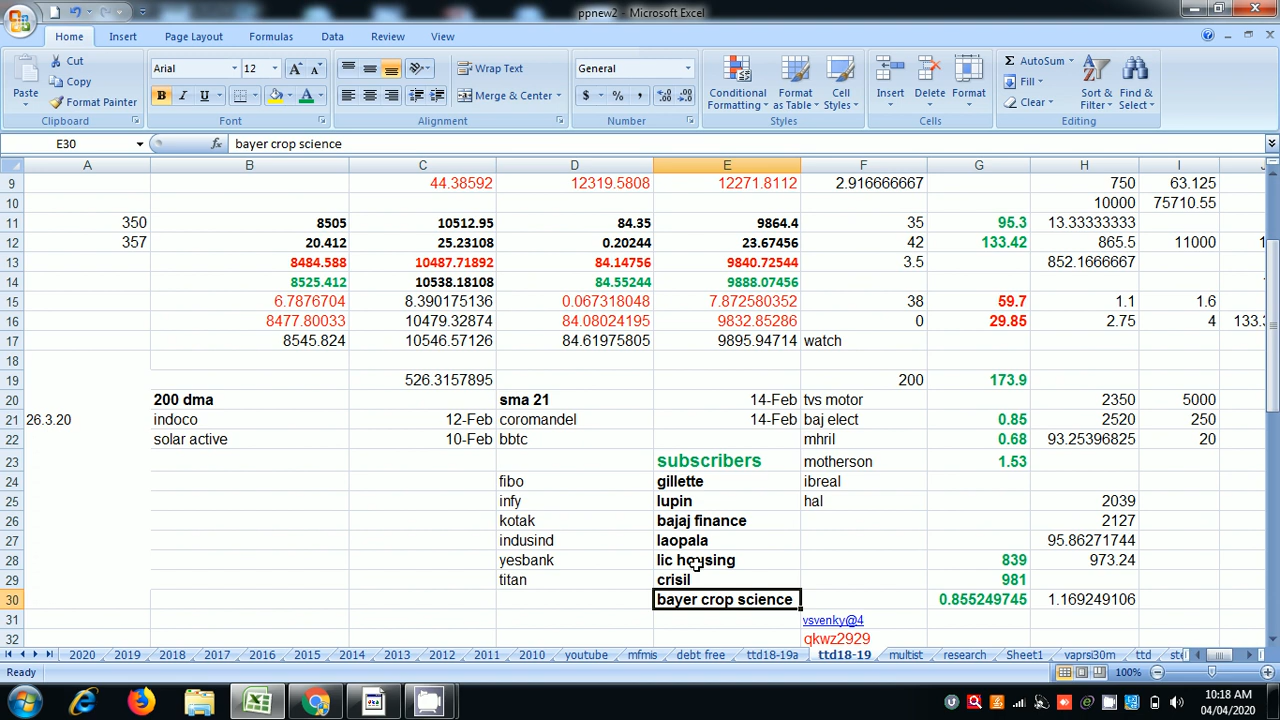 ppnew2 - Microsoft Excel
Home Insert Page Layout Formulas Data Review View
Cut
Copy
Format Painter
Paste
Clipboard
Arial 12
B I U
Font
Wrap Text
Merge & Center
Alignment
General
$ % ,
Number
Conditional Formatting
Format as Table
Cell Styles
Styles
Insert Delete Format
Cells
AutoSum
Fill
Clear
Sort & Filter
Find & Select
Editing
E30 fx bayer crop science
A B C D E F G H I
9 44.38592 12319.5808 12271.8112 2.916666667 750 63.125
10 10000 75710.55
11 350 8505 10512.95 84.35 9864.4 35 95.3 13.33333333
12 357 20.412 25.23108 0.20244 23.67456 42 133.42 865.5 11000
13 8484.588 10487.71892 84.14756 9840.72544 3.5 852.1666667
14 8525.412 10538.18108 84.55244 9888.07456
15 6.7876704 8.390175136 0.067318048 7.872580352 38 59.7 1.1 1.6
16 8477.80033 10479.32874 84.08024195 9832.85286 0 29.85 2.75 4
17 8545.824 10546.57126 84.61975805 9895.94714 watch
18
19 526.3157895 200 173.9
20 200 dma sma 21 14-Feb tvs motor 2350 5000
21 26.3.20 indoco 12-Feb coromandel 14-Feb baj elect 0.85 2520 250
22 solar active 10-Feb bbtc mhril 0.68 93.25396825 20
23 subscribers motherson 1.53
24 fibo gillette ibreal
25 infy lupin hal 2039
26 kotak bajaj finance 2127
27 indusind laopala 95.86271744
28 yesbank lic housing 839 973.24
29 titan crisil 981
30 bayer crop science 0.855249745 1.169249106
31 vsvenky@4
32 qkwz2929
2020 2019 2018 2017 2016 2015 2014 2013 2012 2011 2010 youtube mfmis debt free ttd18-19a ttd18-19 multist research Sheet1 vaprsi30m ttd
Ready 100%
10:18 AM
04/04/2020